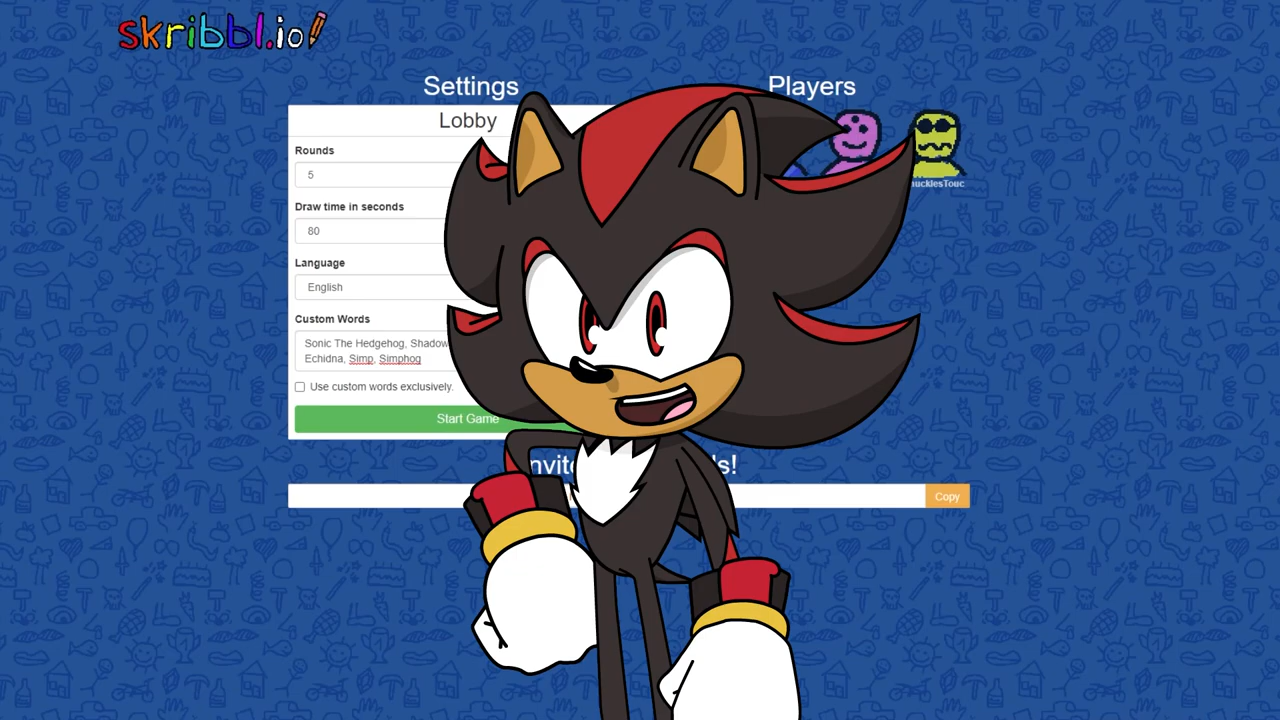 skribbl.io
Settings
Players
Lobby
Rounds
5
Draw time in seconds
80
Language
English
Custom Words
Sonic The Hedgehog, Shadow
Echidna, Simp, Simphog
Use custom words exclusively.
Start Game
Copy